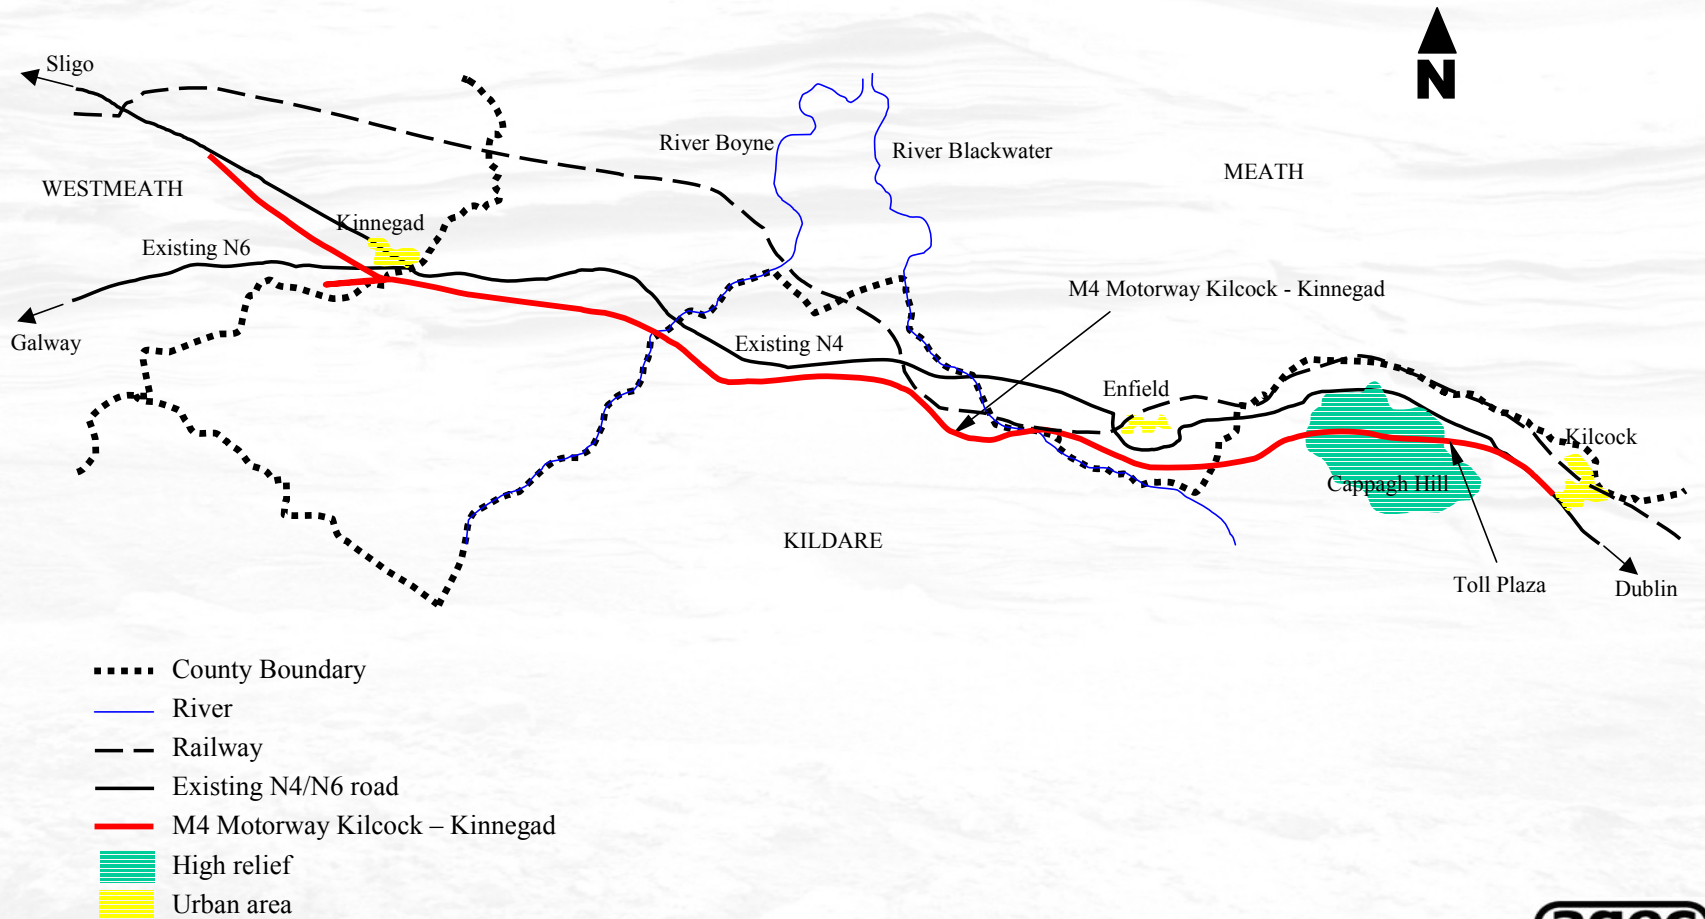 Sligo
N
River Boyne
River Blackwater
MEATH
WESTMEATH
Kinnegad
Existing N6
M4 Motorway Kilcock - Kinnegad
Galway
Existing N4
Enfield
Kilcock
Cappagh Hill
KILDARE
Toll Plaza
Dublin
County Boundary
River
Railway
Existing N4/N6 road
M4 Motorway Kilcock – Kinnegad
High relief
Urban area